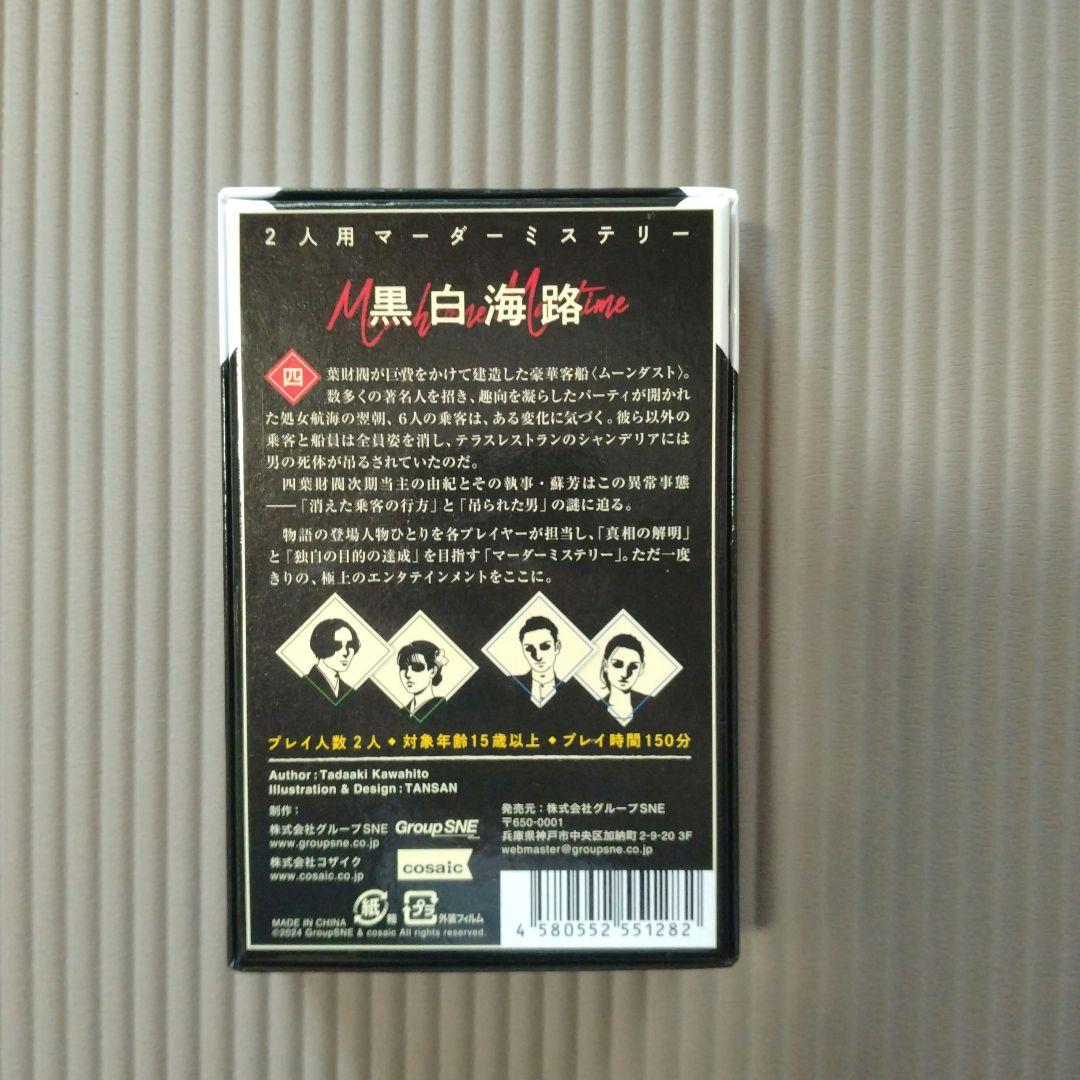 2人用マーダーミステリー
黒白海路
四葉財閥が巨費をかけて建造した豪華客船〈ムーンダスト〉。
数多くの著名人を招き、趣向を凝らしたパーティが開かれ
た処女航海の翌朝、6人の乗客は、ある変化に気づく。彼ら以外の
乗客と船員は全員姿を消し、テラスレストランのシャンデリアには
男の死体が吊るされていたのだ。
四葉財閥次期当主の由紀とその執事・蘇芳はこの異常事態
――「消えた乗客の行方」と「吊られた男」の謎に迫る。
物語の登場人物ひとりを各プレイヤーが担当し、「真相の解明」
と「独白の目的の達成」を目指す「マーダーミステリー」。ただ一度
きりの、極上のエンタテインメントをここに。
プレイ人数 2人 ◆ 対象年齢15歳以上 ◆ プレイ時間150分
Author : Tadaaki Kawahito
Illustration & Design : TANSAN
制作：
株式会社グループSNE GroupSNE
www.groupsne.co.jp
株式会社コザイク cosaic
www.cosaic.co.jp
発売元：株式会社グループSNE
〒650-0001
兵庫県神戸市中央区加納町2-9-20 3F
webmaster@groupsne.co.jp
紙 箱 プラ 外装フィルム
MADE IN CHINA
©2024 GroupSNE & cosaic All rights reserved.
4 580552 551282